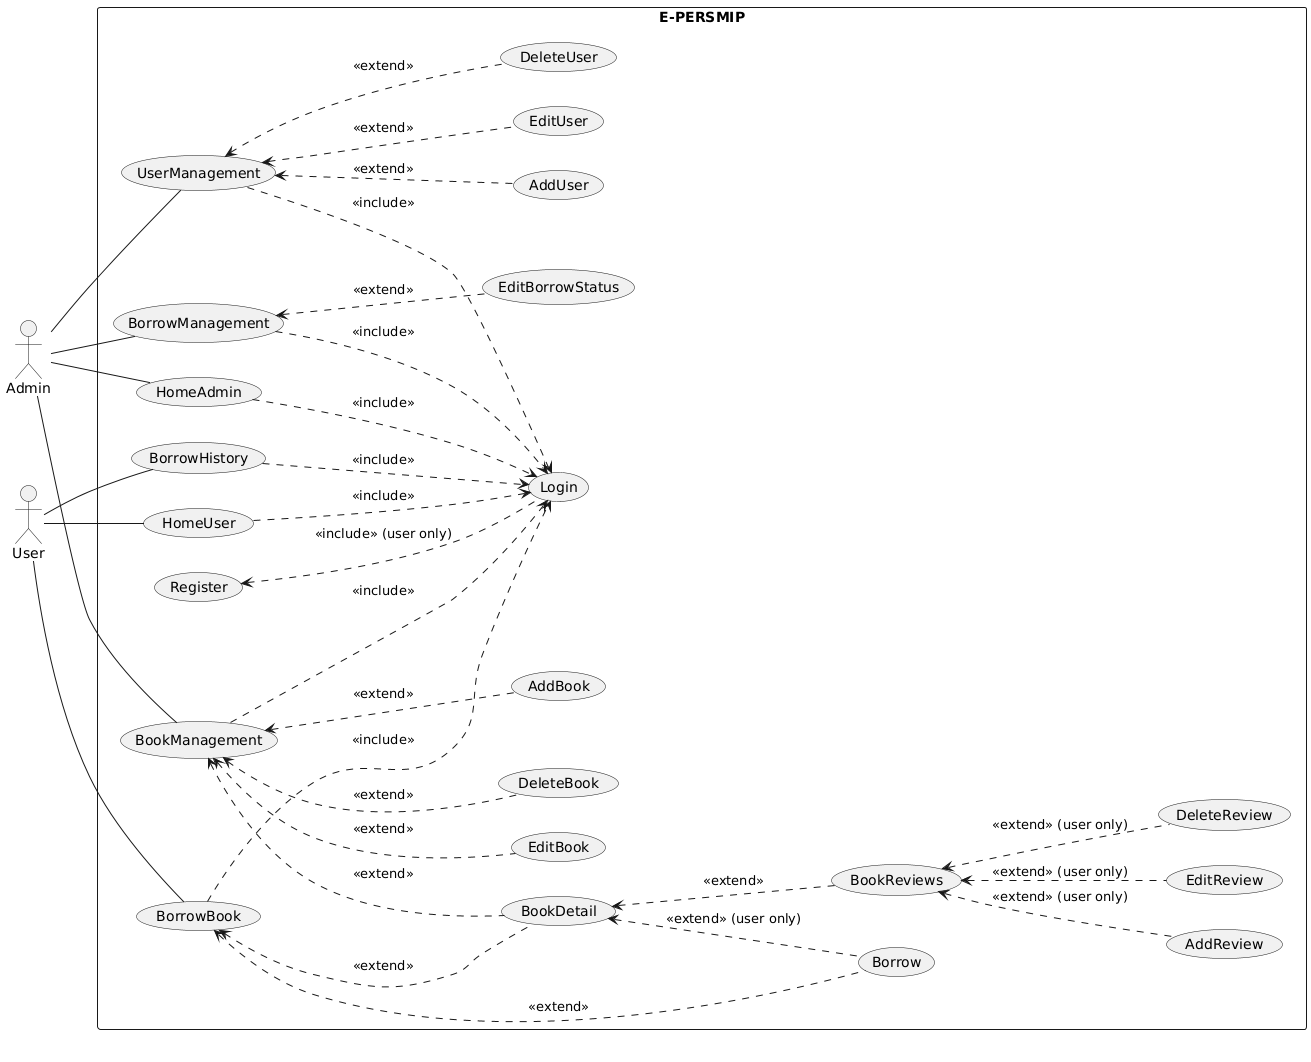 E-PERSMIP
DeleteUser
«extend»
EditUser
«extend»
UserManagement
«extend»
AddUser
«include»
EditBorrowStatus
«extend»
BorrowManagement
«include»
Admin
HomeAdmin
«include»
BorrowHistory
«include»
Login
«include»
HomeUser
User
«include» (user only)
Register
«include»
AddBook
«extend»
BookManagement
«include»
DeleteBook
«extend»
DeleteReview
«extend» (user only)
«extend»
EditBook
«extend»
«extend»
BookReviews
«extend» (user only)
EditReview
«extend» (user only)
BorrowBook
BookDetail
«extend» (user only)
AddReview
«extend»
Borrow
«extend»